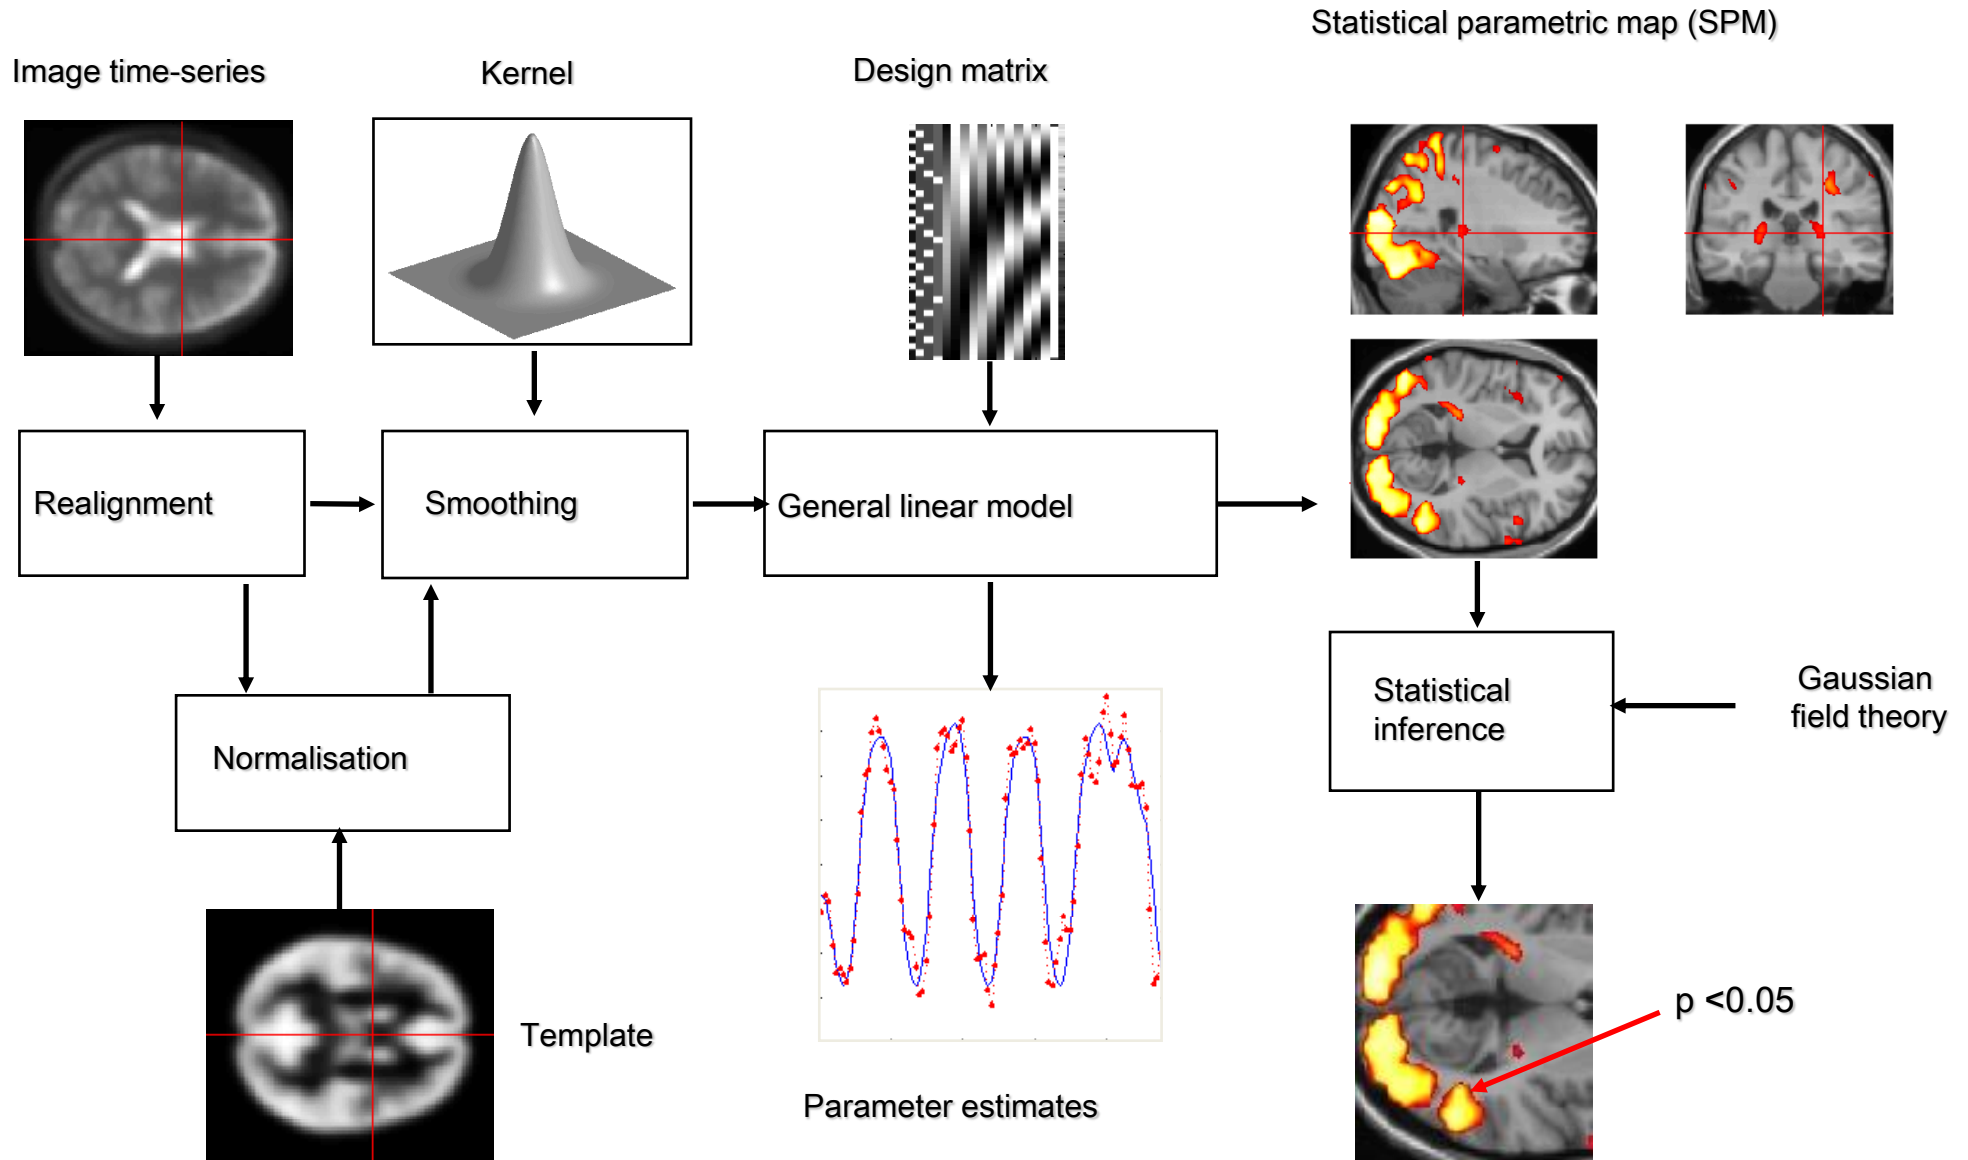 Statistical parametric map (SPM)
Image time-series
Kernel
Design matrix
Realignment
Smoothing
General linear model
Statistical
inference
Gaussian
field theory
Normalisation
Template
Parameter estimates
p <0.05